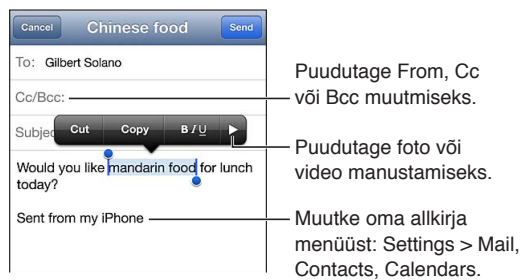 Cancel Chinese food Send
To: Gilbert Solano
Cc/Bcc:
Subjec
Cut Copy B I U
Would you like mandarin food for lunch
today?
Sent from my iPhone
Puudutage From, Cc
või Bcc muutmiseks.
Puudutage foto või
video manustamiseks.
Muutke oma allkirja
menüüst: Settings > Mail,
Contacts, Calendars.